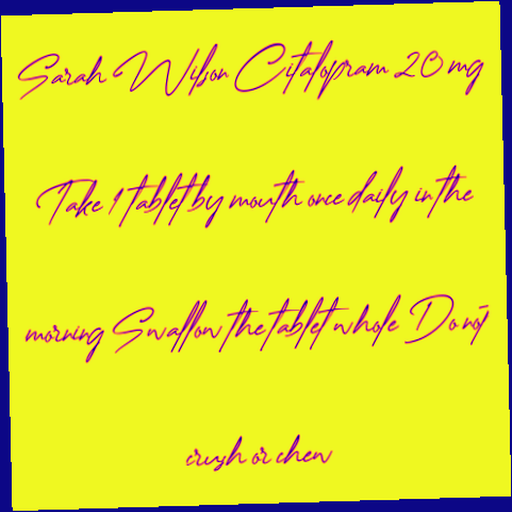 Sarah Wilson Citalopram 20 mg
Take 1 tablet by mouth once daily in the
morning Swallow the tablet whole Do not
crush or chew